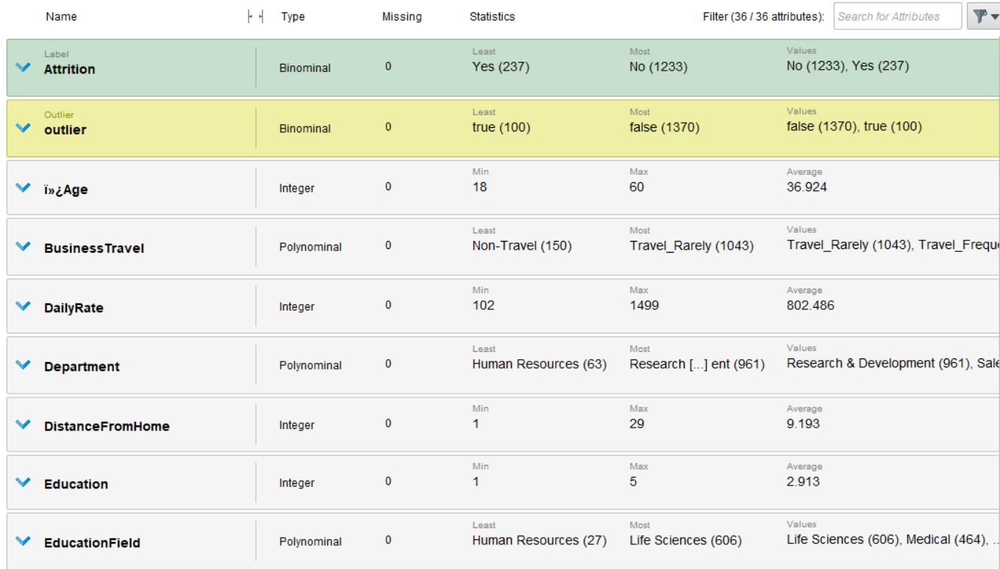 Name Type Missing Statistics Filter (36 / 36 attributes): Search for Attributes
Label Least Most Values
Attrition Binominal 0 Yes (237) No (1233) No (1233), Yes (237)
Outlier Least Most Values
outlier Binominal 0 true (100) false (1370) false (1370), true (100)
Min Max Average
ï»¿Age Integer 0 18 60 36.924
Least Most Values
BusinessTravel Polynominal 0 Non-Travel (150) Travel_Rarely (1043) Travel_Rarely (1043), Travel_Freque
Min Max Average
DailyRate Integer 0 102 1499 802.486
Least Most Values
Department Polynominal 0 Human Resources (63) Research [...] ent (961) Research & Development (961), Sale
Min Max Average
DistanceFromHome Integer 0 1 29 9.193
Min Max Average
Education Integer 0 1 5 2.913
Least Most Values
EducationField Polynominal 0 Human Resources (27) Life Sciences (606) Life Sciences (606), Medical (464), ..